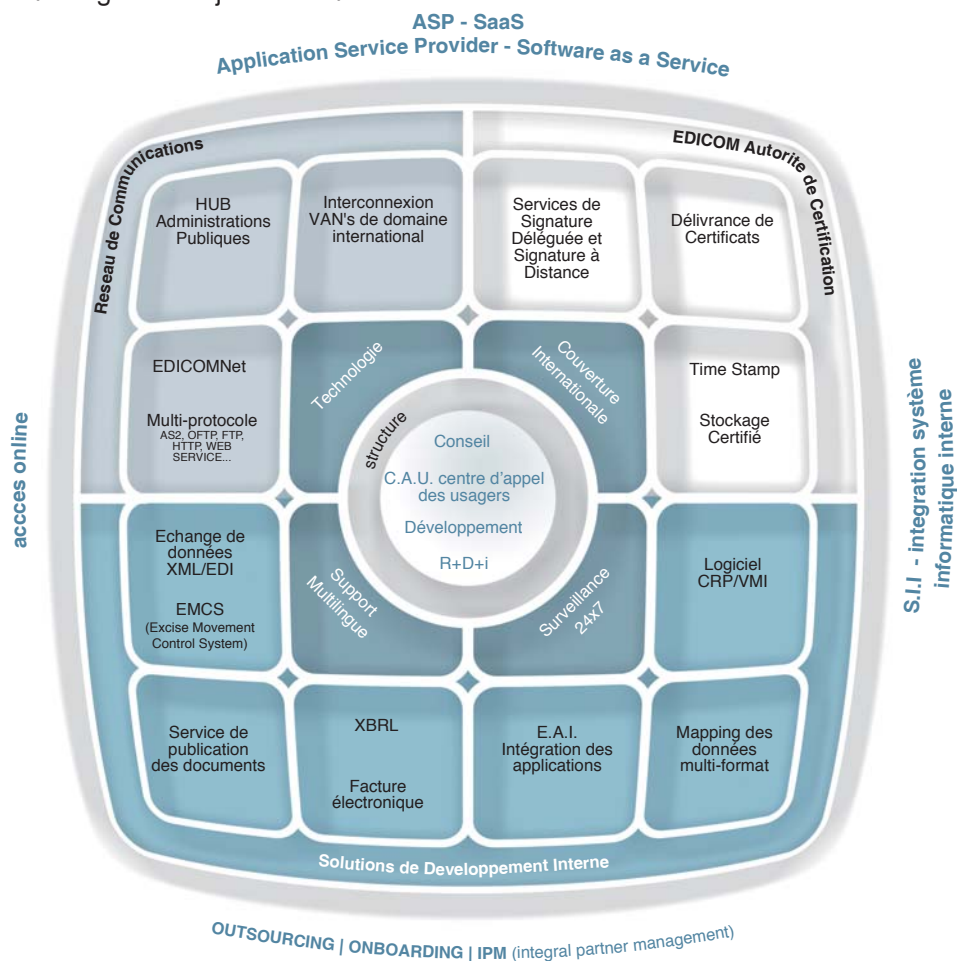 ASP - SaaS
Application Service Provider - Software as a Service
Reseau de Communications
EDICOM Autorite de Certification
HUB
Administrations
Publiques
Interconnexion
VAN's de domaine
international
Services de
Signature
Déléguée et
Signature à
Distance
Délivrance de
Certificats
EDICOMNet
Multi-protocole
AS2, OFTP, FTP,
HTTP, WEB
SERVICE...
Technologie
Couverture
Internationale
Time Stamp
Stockage
Certifié
structure
Conseil
C.A.U. centre d'appel
des usagers
Développement
R+D+i
acccces online
S.I.I - integration système
informatique interne
Echange de
données
XML/EDI
EMCS
(Excise Movement
Control System)
Support
Multilingue
Surveillance
24x7
Logiciel
CRP/VMI
Service de
publication
des documents
XBRL
Facture
électronique
E.A.I.
Intégration des
applications
Mapping des
données
multi-format
Solutions de Developpement Interne
OUTSOURCING | ONBOARDING | IPM (integral partner management)